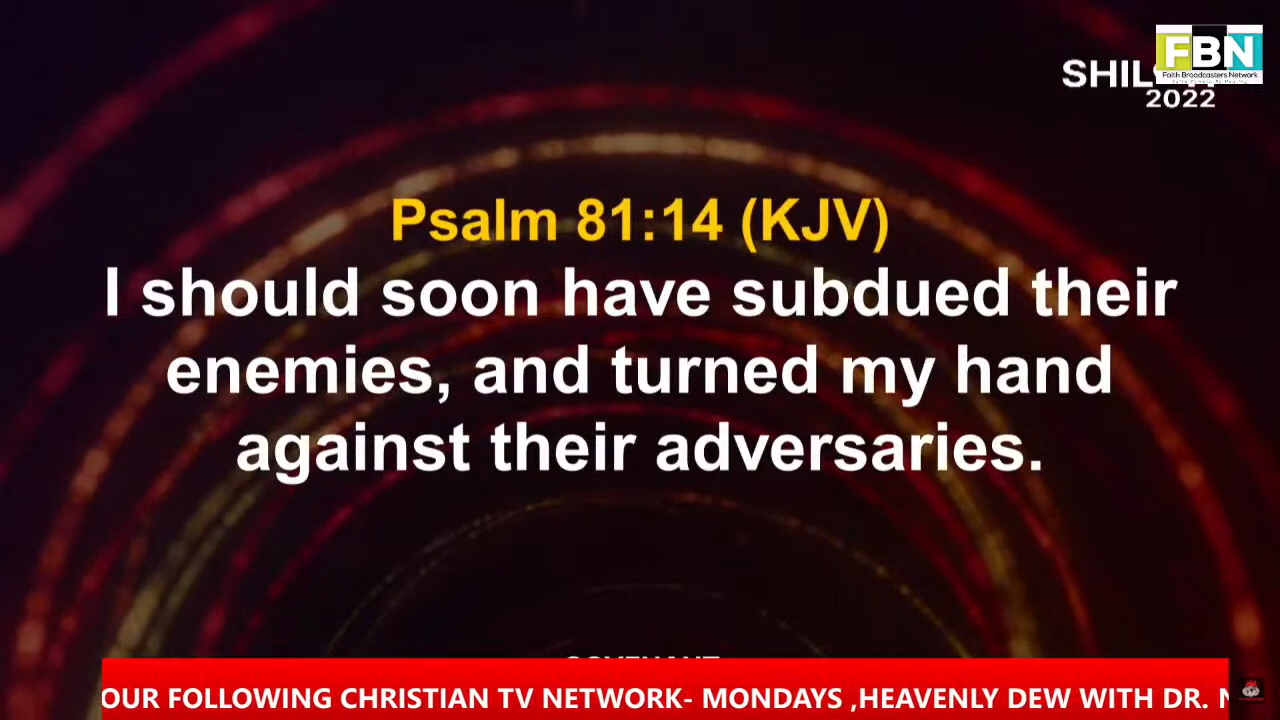 FBN
Faith Broadcasters Network
2022
Psalm 81:14 (KJV)
I should soon have subdued their
enemies, and turned my hand
against their adversaries.
OUR FOLLOWING CHRISTIAN TV NETWORK- MONDAYS ,HEAVENLY DEW WITH DR.